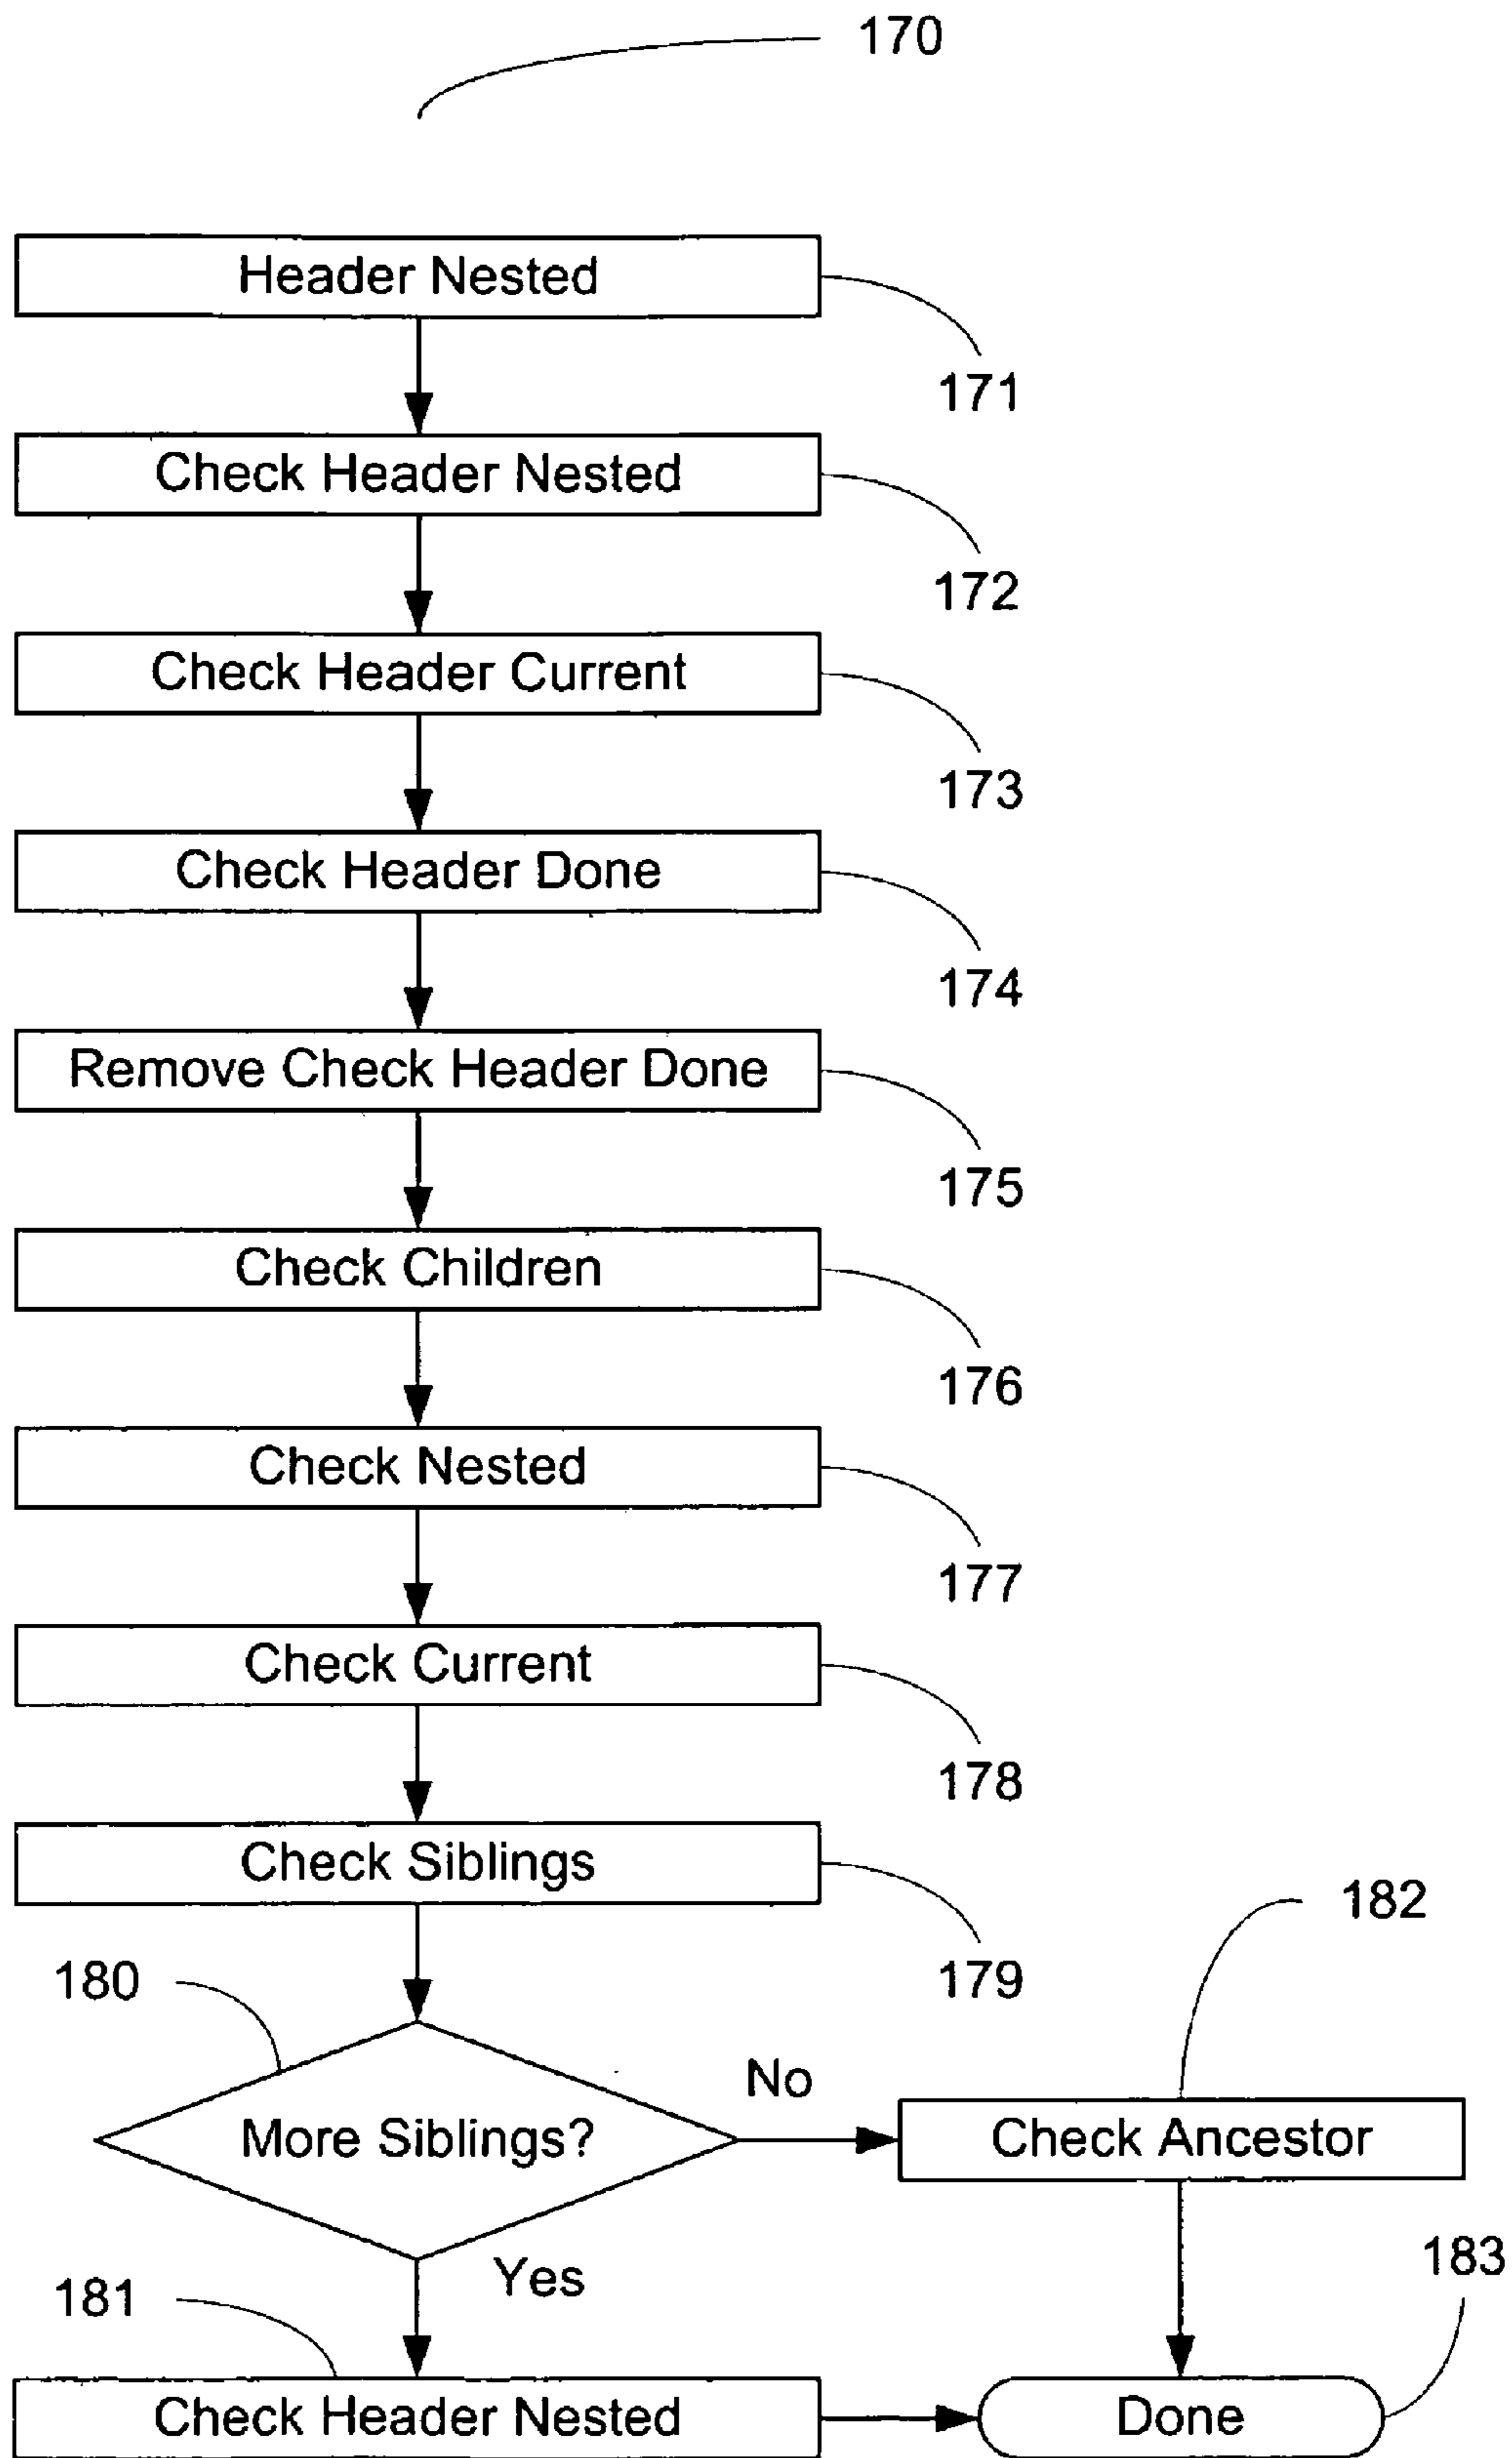 170
Header Nested
171
Check Header Nested
172
Check Header Current
173
Check Header Done
174
Remove Check Header Done
175
Check Children
176
Check Nested
177
Check Current
178
Check Siblings
179
182
180
No
More Siblings?
Check Ancestor
Yes
183
181
Check Header Nested
Done